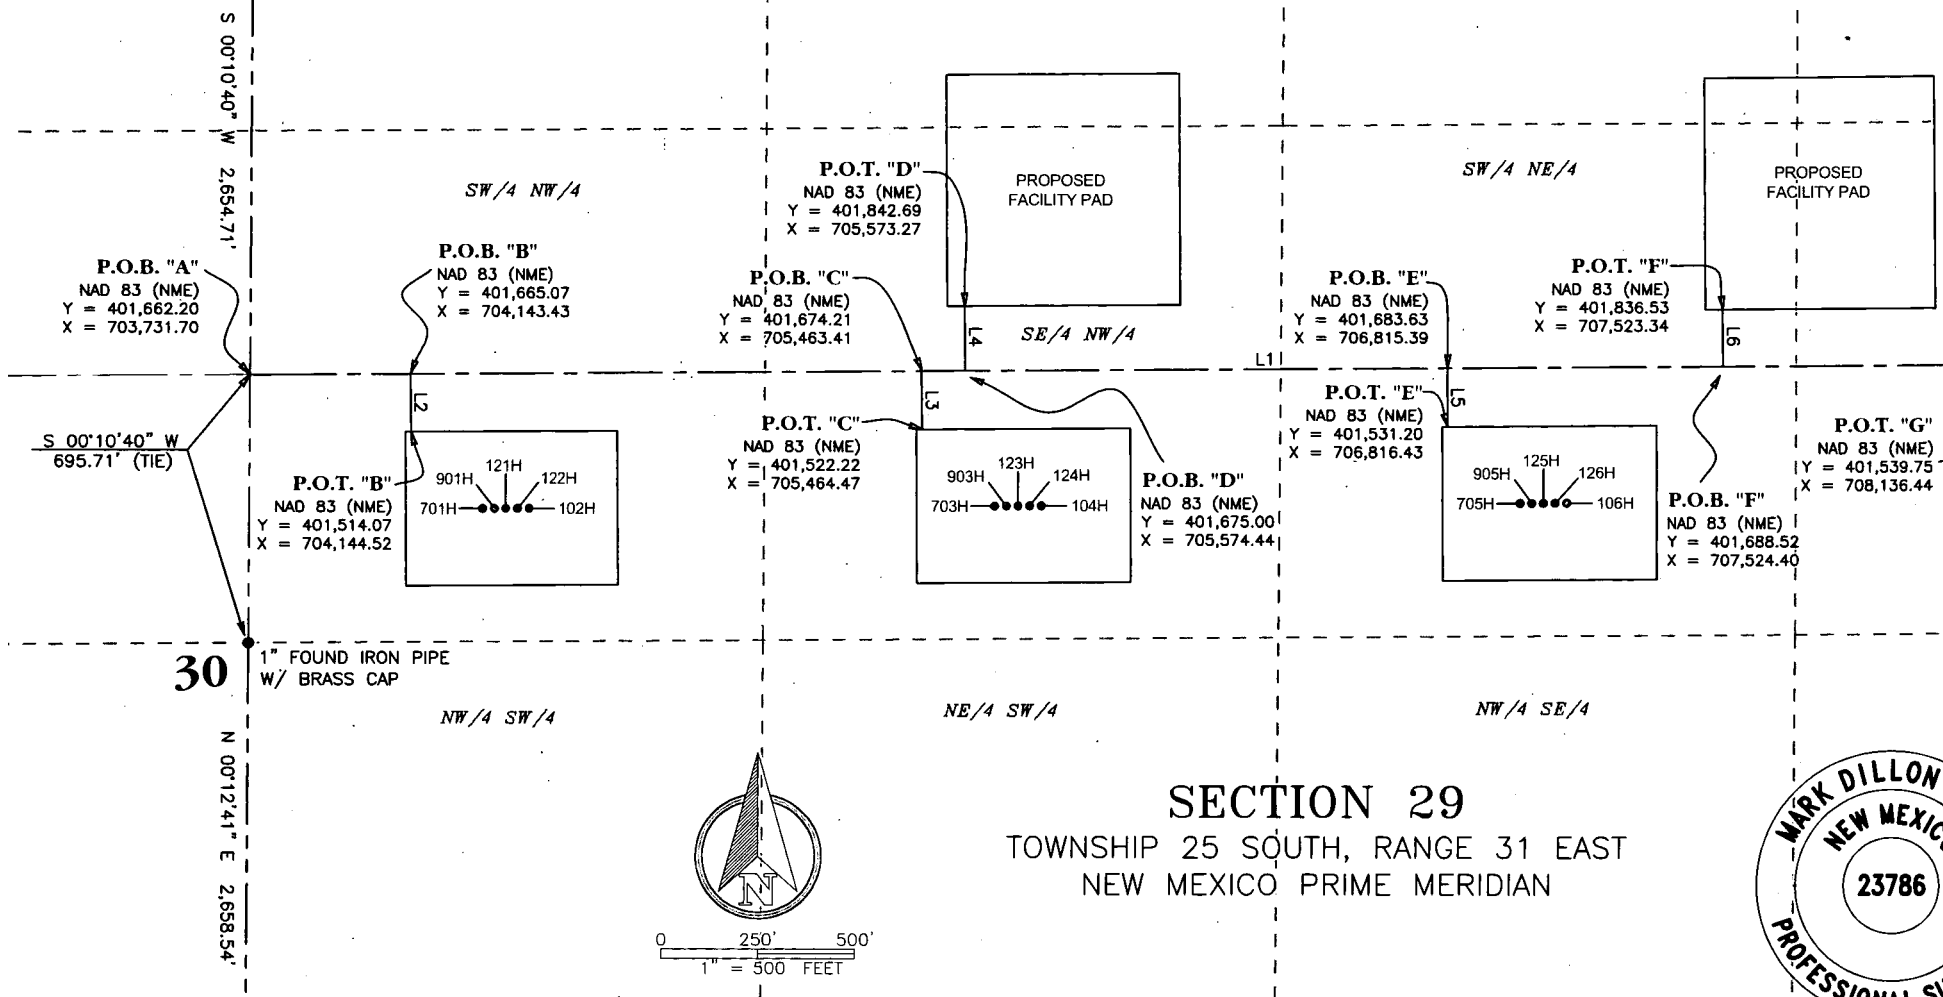 S 00°10'40" W 2,654.71'
SW/4 NW/4
P.O.T. "D"
NAD 83 (NME)
Y = 401,842.69
X = 705,573.27
PROPOSED
FACILITY PAD
SW/4 NE/4
PROPOSED
FACILITY PAD
P.O.B. "A"
NAD 83 (NME)
Y = 401,662.20
X = 703,731.70
P.O.B. "B"
NAD 83 (NME)
Y = 401,665.07
X = 704,143.43
P.O.B. "C"
NAD 83 (NME)
Y = 401,674.21
X = 705,463.41
L4
SE/4 NW/4
P.O.B. "E"
NAD 83 (NME)
Y = 401,683.63
X = 706,815.39
P.O.T. "F"
NAD 83 (NME)
Y = 401,836.53
X = 707,523.34
L6
L1
L2
L3
L5
S 00°10'40" W
695.71' (TIE)
P.O.T. "B"
NAD 83 (NME)
Y = 401,514.07
X = 704,144.52
901H
121H
122H
701H
102H
P.O.T. "C"
NAD 83 (NME)
Y = 401,522.22
X = 705,464.47
903H
123H
124H
703H
104H
P.O.B. "D"
NAD 83 (NME)
Y = 401,675.00
X = 705,574.44
P.O.T. "E"
NAD 83 (NME)
Y = 401,531.20
X = 706,816.43
905H
125H
126H
705H
106H
P.O.B. "F"
NAD 83 (NME)
Y = 401,688.52
X = 707,524.40
P.O.T. "G"
NAD 83 (NME)
Y = 401,539.75
X = 708,136.44
30
1" FOUND IRON PIPE
W/ BRASS CAP
NW/4 SW/4
NE/4 SW/4
NW/4 SE/4
N 00°12'41" E 2,658.54'
N
0 250' 500'
1" = 500 FEET
SECTION 29
TOWNSHIP 25 SOUTH, RANGE 31 EAST
NEW MEXICO PRIME MERIDIAN
MARK DILLON
NEW MEXICO
23786
PROFESSIONAL